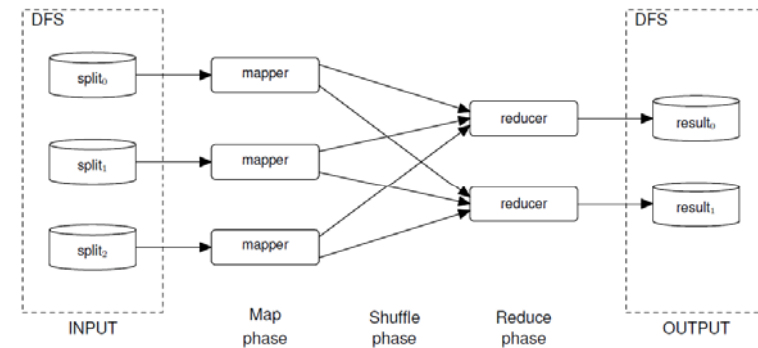 DFS
DFS
split₀
mapper
reducer
result₀
split₁
mapper
reducer
result₁
split₂
mapper
INPUT
Map
phase
Shuffle
phase
Reduce
phase
OUTPUT